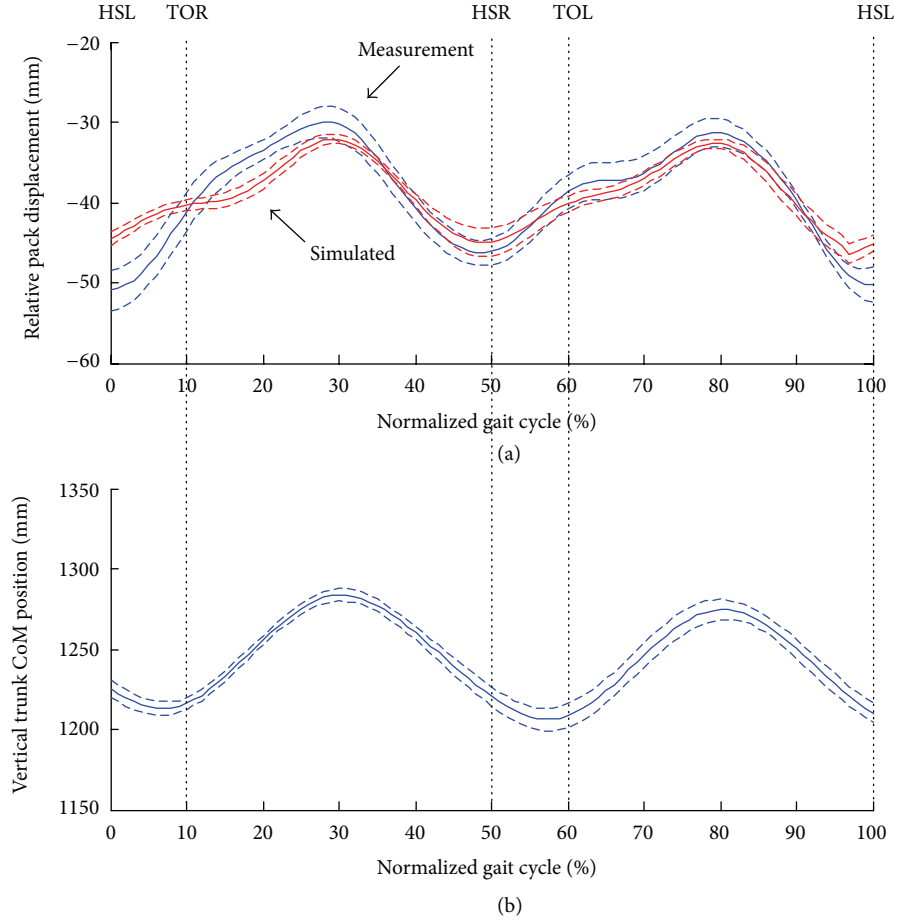 HSL TOR HSR TOL HSL
−20
−30
−40
−50
−60
Relative pack displacement (mm)
Measurement
Simulated
0 10 20 30 40 50 60 70 80 90 100
Normalized gait cycle (%)
(a)
1350
1300
1250
1200
1150
Vertical trunk CoM position (mm)
0 10 20 30 40 50 60 70 80 90 100
Normalized gait cycle (%)
(b)